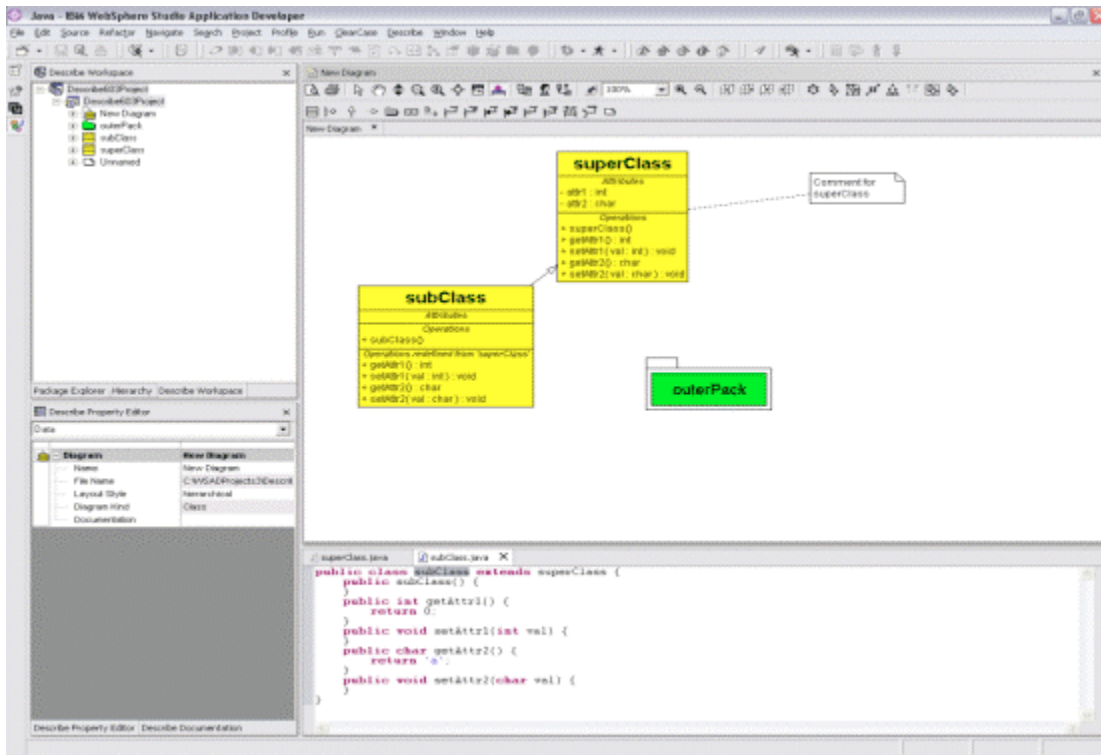 Java - IBM WebSphere Studio Application Developer
File Edit Source Refactor Navigate Search Project Profile Run ClearCase Describe Window Help
Describe Workspace
Describe603Project
Describe603Project
New Diagram
outerPack
subClass
superClass
Unnamed
Package Explorer Hierarchy Describe Workspace
Describe Property Editor
Data
Diagram New Diagram
Name New Diagram
File Name
Layout Style hierarchical
Diagram Kind Class
Documentation
Describe Property Editor Describe Documentation
New Diagram
100%
New Diagram
superClass
Attributes
- attr1 : int
- attr2 : char
Operations
+ superClass()
+ getAttr1() : int
+ setAttr1( val : int ) : void
+ getAttr2() : char
+ setAttr2( val : char ) : void
Comment for
superClass
subClass
Attributes
Operations
+ subClass()
Operations redefined from 'superClass'
+ getAttr1() : int
+ setAttr1( val : int ) : void
+ getAttr2() : char
+ setAttr2( val : char ) : void
outerPack
superClass.java subClass.java
public class subClass extends superClass {
public subClass() {
}
public int getAttr1() {
return 0;
}
public void setAttr1(int val) {
}
public char getAttr2() {
return 'a';
}
public void setAttr2(char val) {
}
}